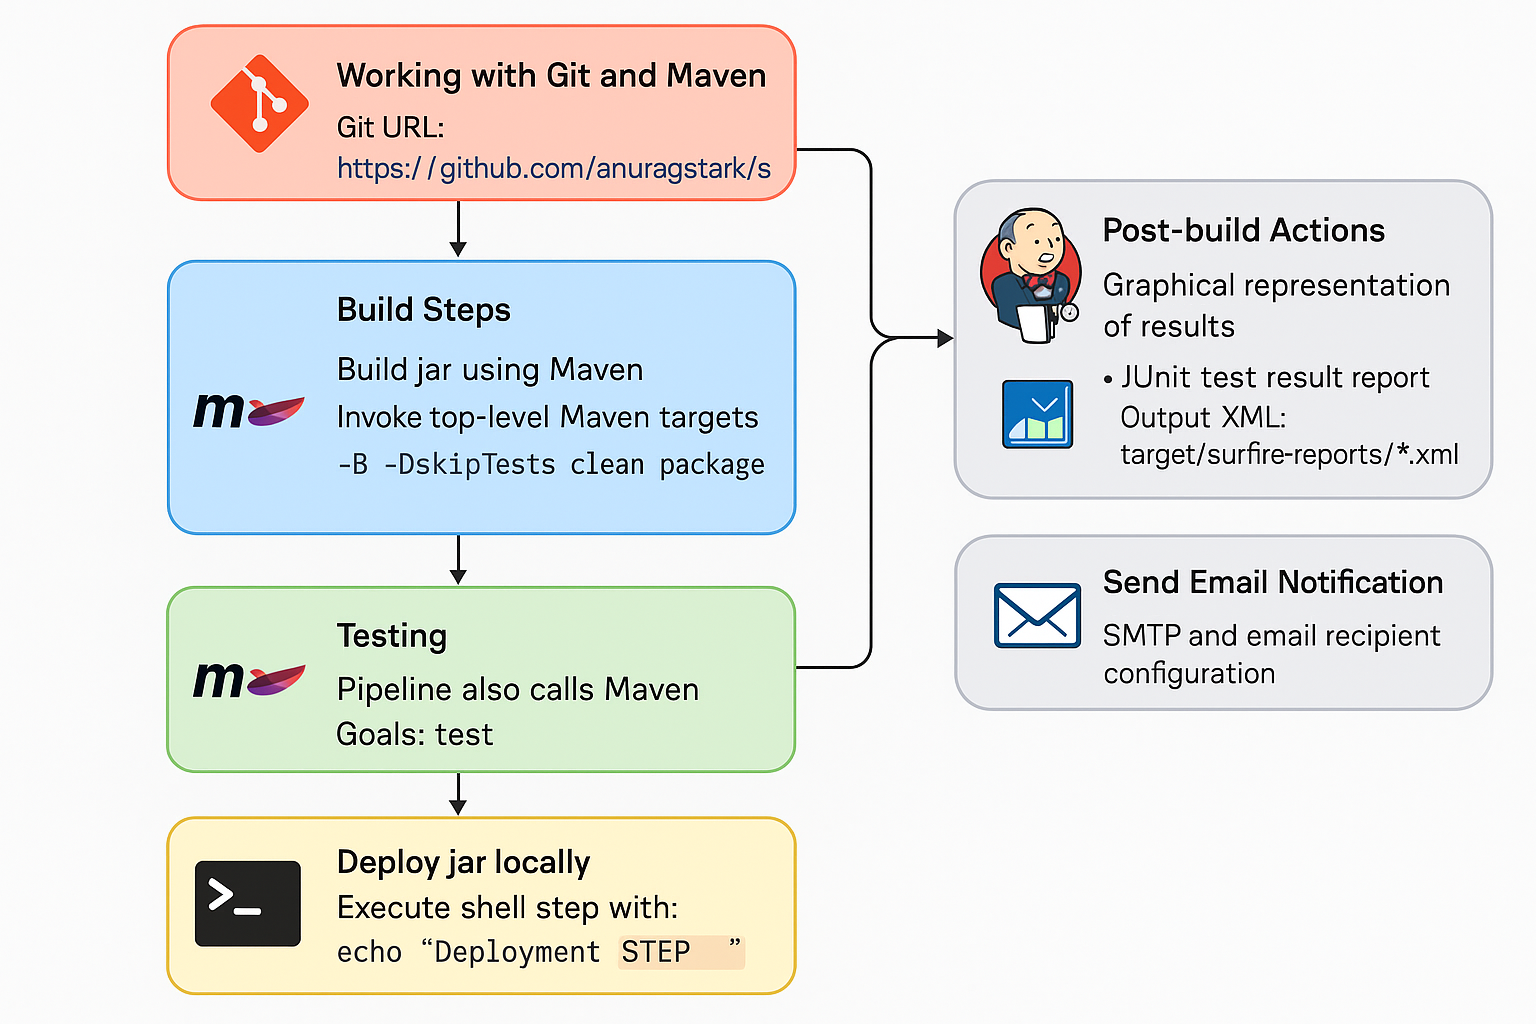 Working with Git and Maven
Git URL:
https://github.com/anuragstark/s
Build Steps
Build jar using Maven
Invoke top-level Maven targets
-B -DskipTests clean package
Testing
Pipeline also calls Maven
Goals: test
Deploy jar locally
Execute shell step with:
echo “Deployment STEP ”
Post-build Actions
Graphical representation
of results
• JUnit test result report
Output XML:
target/surfire-reports/*.xml
Send Email Notification
SMTP and email recipient
configuration
m
m